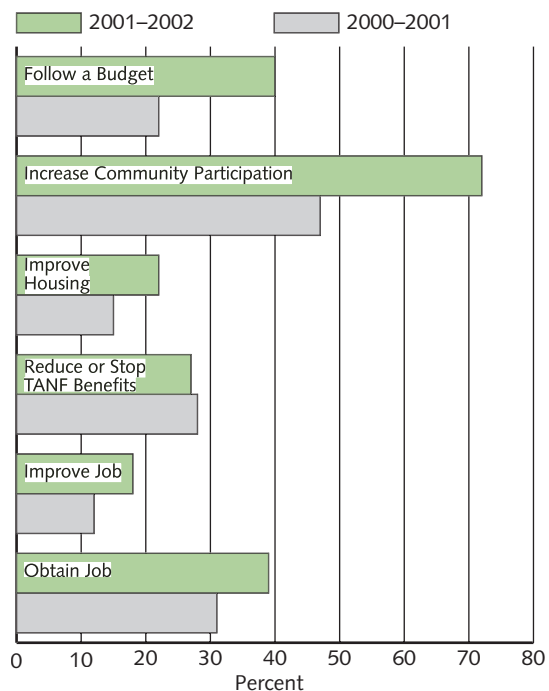 2001–2002 2000–2001
Follow a Budget
Increase Community Participation
Improve
Housing
Reduce or Stop
TANF Benefits
Improve Job
Obtain Job
0 10 20 30 40 50 60 70 80
Percent